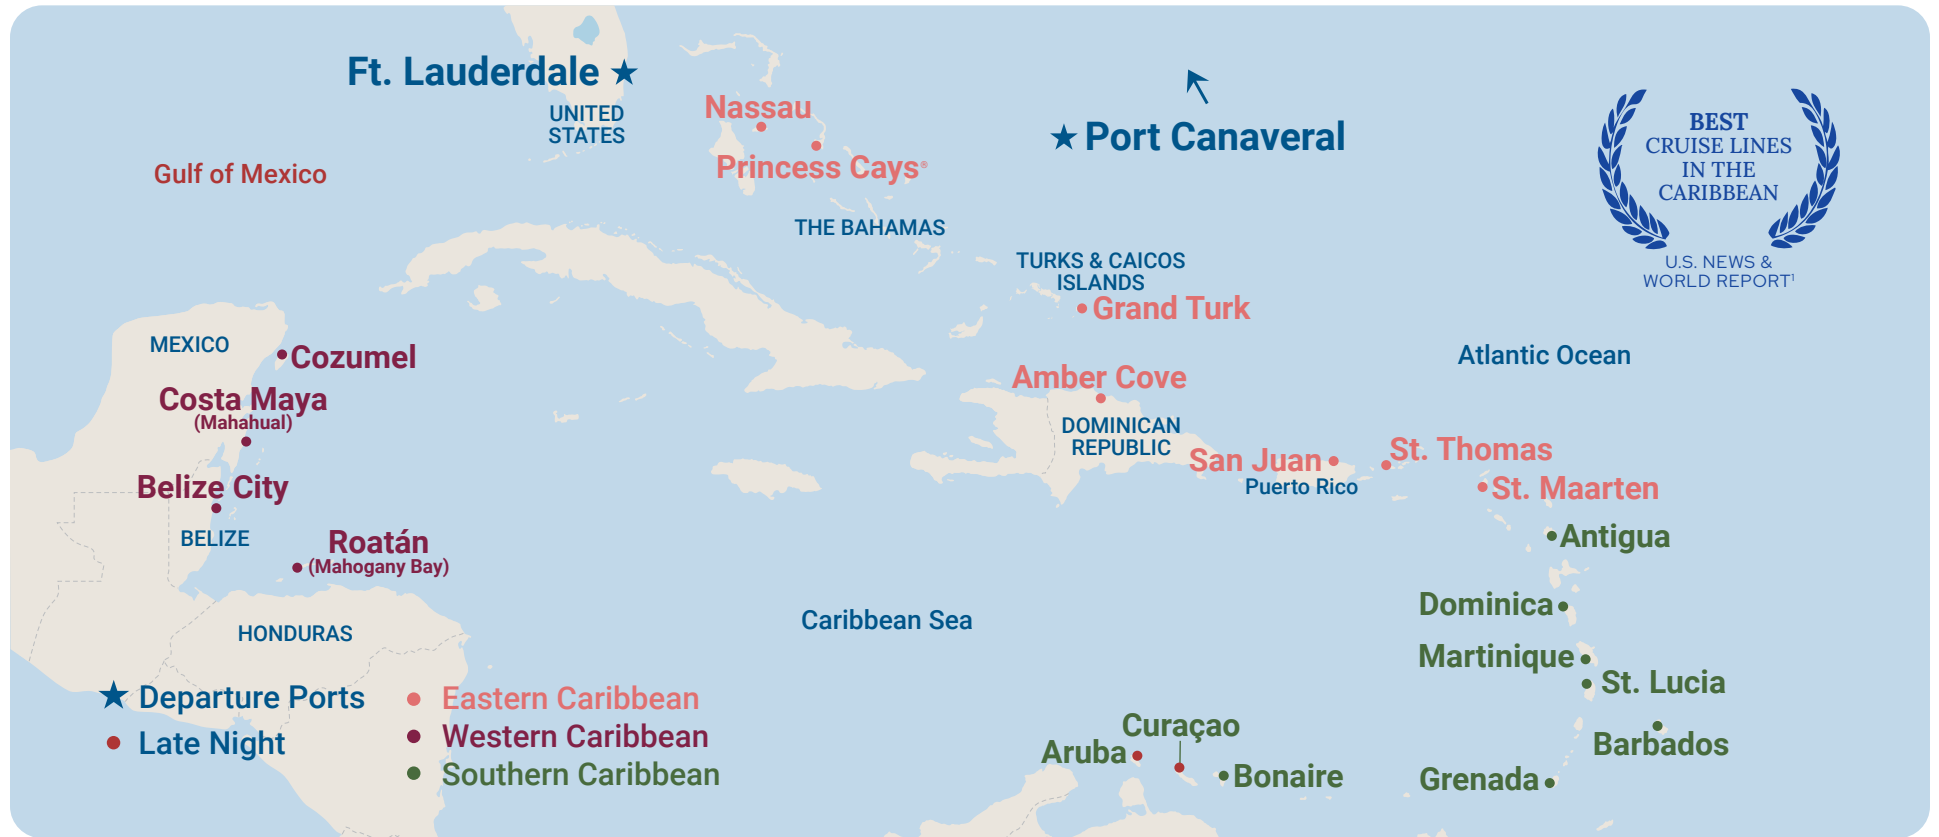 Ft. Lauderdale
UNITED
STATES
Gulf of Mexico
Nassau
Princess Cays®
THE BAHAMAS
Port Canaveral
BEST
CRUISE LINES
IN THE
CARIBBEAN
U.S. NEWS &
WORLD REPORT¹
TURKS & CAICOS
ISLANDS
Grand Turk
Atlantic Ocean
MEXICO
Cozumel
Costa Maya
(Mahahual)
Belize City
BELIZE
Roatán
(Mahogany Bay)
HONDURAS
Amber Cove
DOMINICAN
REPUBLIC
San Juan
Puerto Rico
St. Thomas
St. Maarten
Antigua
Dominica
Martinique
St. Lucia
Barbados
Grenada
Caribbean Sea
Curaçao
Aruba
Bonaire
Departure Ports
Late Night
Eastern Caribbean
Western Caribbean
Southern Caribbean